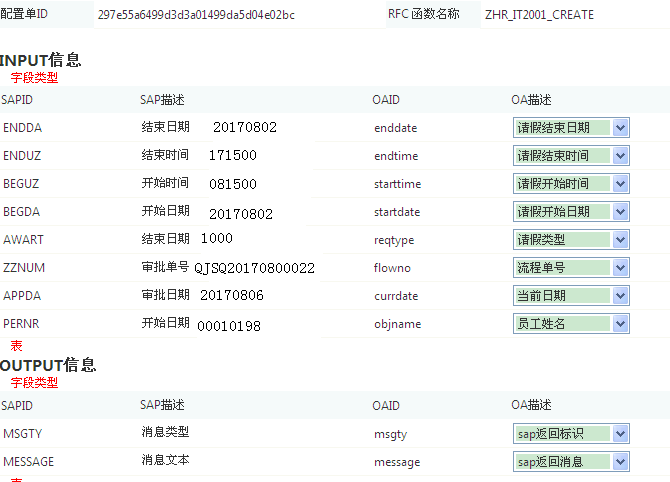 配置单ID 297e55a6499d3d3a01499da5d04e02bc RFC 函数名称 ZHR_IT2001_CREATE
INPUT信息
字段类型
SAPID SAP描述 OAID OA描述
ENDDA 结束日期 20170802 enddate 请假结束日期
ENDUZ 结束时间 171500 endtime 请假结束时间
BEGUZ 开始时间 081500 starttime 请假开始时间
BEGDA 开始日期 20170802 startdate 请假开始日期
AWART 结束日期 1000 reqtype 请假类型
ZZNUM 审批单号 QJSQ20170800022 flowno 流程单号
APPDA 审批日期 20170806 currdate 当前日期
PERNR 开始日期 00010198 objname 员工姓名
表
OUTPUT信息
字段类型
SAPID SAP描述 OAID OA描述
MSGTY 消息类型 msgty sap返回标识
MESSAGE 消息文本 message sap返回消息